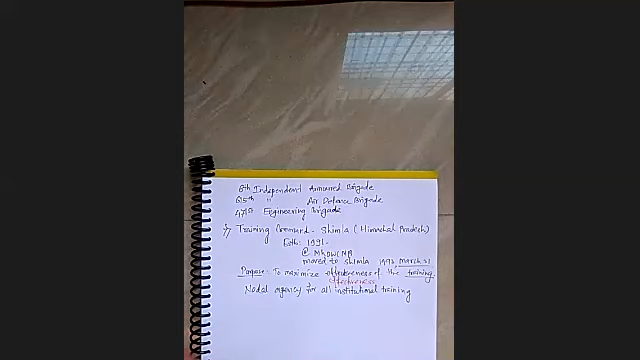 6th Independent Armoured Brigade
615th " Air Defence Brigade
471st Engineering Brigade
Training Command - Shimla (Himachal Pradesh)
Estb: 1991 -
@ MHOW (MP)
moved to Shimla 1993, March 31
Purpose - To maximize effectiveness of the training.
effectiveness
Nodal agency for all institutional training